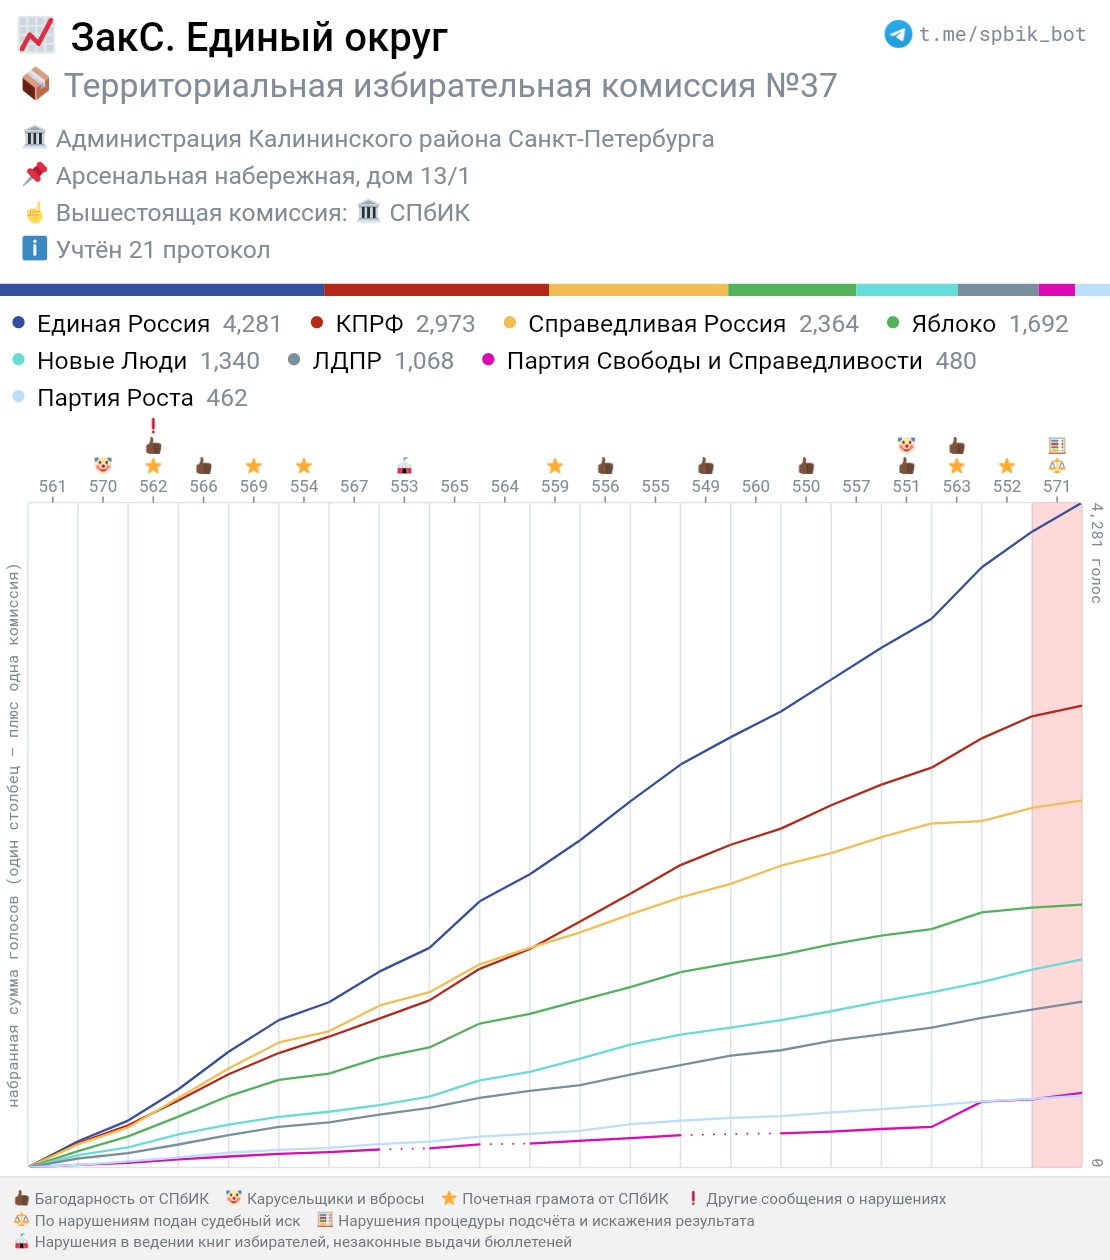 ЗакС. Единый округ
t.me/spbik_bot
Территориальная избирательная комиссия №37
Администрация Калининского района Санкт-Петербурга
Арсенальная набережная, дом 13/1
Вышестоящая комиссия: СПбИК
Учтён 21 протокол
Единая Россия 4,281 КПРФ 2,973 Справедливая Россия 2,364 Яблоко 1,692
Новые Люди 1,340 ЛДПР 1,068 Партия Свободы и Справедливости 480
Партия Роста 462
561 570 562 566 569 554 567 553 565 564 559 556 555 549 560 550 557 551 563 552 571
набранная сумма голосов (один столбец — плюс одна комиссия)
4,281 голос
0
Багодарность от СПбИК Карусельщики и вбросы Почетная грамота от СПбИК Другие сообщения о нарушениях
По нарушениям подан судебный иск Нарушения процедуры подсчёта и искажения результата
Нарушения в ведении книг избирателей, незаконные выдачи бюллетеней